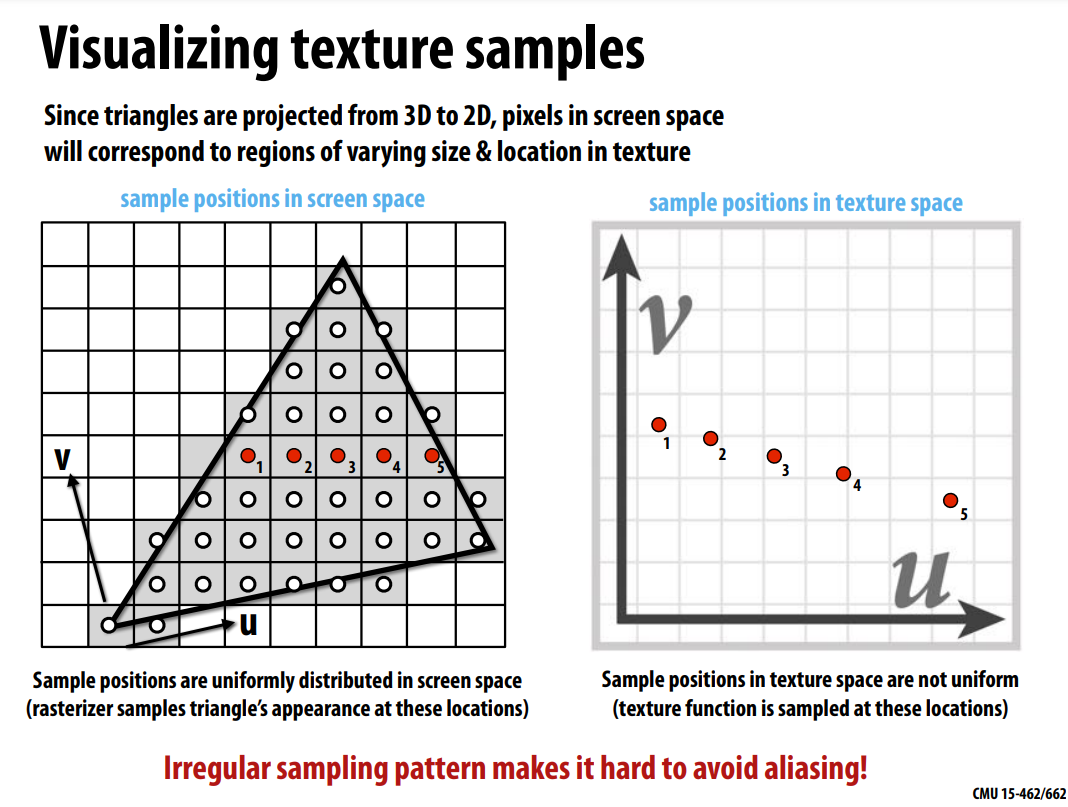 Visualizing texture samples
Since triangles are projected from 3D to 2D, pixels in screen space
will correspond to regions of varying size & location in texture
sample positions in screen space
sample positions in texture space
v
1
2
3
4
5
u
v
1
2
3
4
5
u
Sample positions are uniformly distributed in screen space
(rasterizer samples triangle's appearance at these locations)
Sample positions in texture space are not uniform
(texture function is sampled at these locations)
Irregular sampling pattern makes it hard to avoid aliasing!
CMU 15-462/662